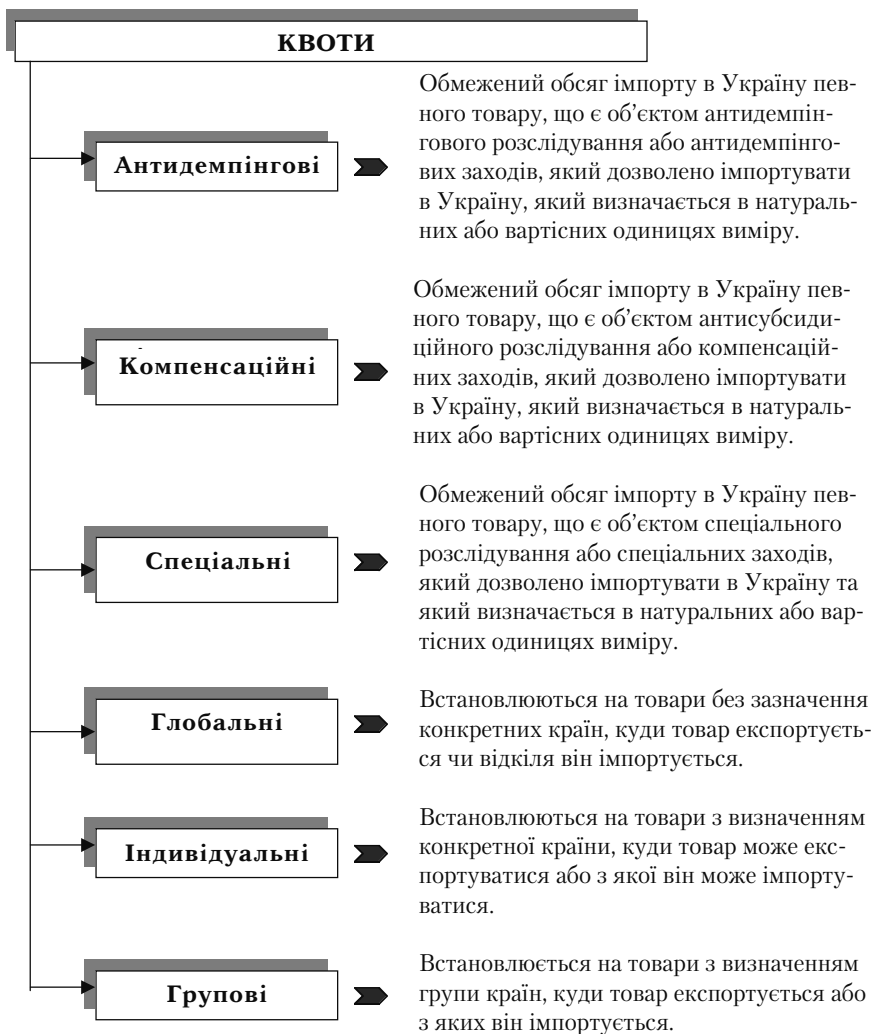 КВОТИ
Антидемпінгові
Обмежений обсяг імпорту в Україну пев-
ного товару, що є об’єктом антидемпін-
гового розслідування або антидемпінго-
вих заходів, який дозволено імпортувати
в Україну, який визначається в натураль-
них або вартісних одиницях виміру.
Компенсаційні
Обмежений обсяг імпорту в Україну пев-
ного товару, що є об’єктом антисубсиди-
ційного розслідування або компенсацій-
них заходів, який дозволено імпортувати
в Україну, який визначається в натураль-
них або вартісних одиницях виміру.
Спеціальні
Обмежений обсяг імпорту в Україну пев-
ного товару, що є об’єктом спеціального
розслідування або спеціальних заходів,
який дозволено імпортувати в Україну та
який визначається в натуральних або вар-
тісних одиницях виміру.
Глобальні
Встановлюються на товари без зазначення
конкретних країн, куди товар експортуєть-
ся чи відкіля він імпортується.
Індивідуальні
Встановлюються на товари з визначенням
конкретної країни, куди товар може екс-
портуватися або з якої він може імпорту-
ватися.
Групові
Встановлюється на товари з визначенням
групи країн, куди товар експортується або
з яких він імпортується.